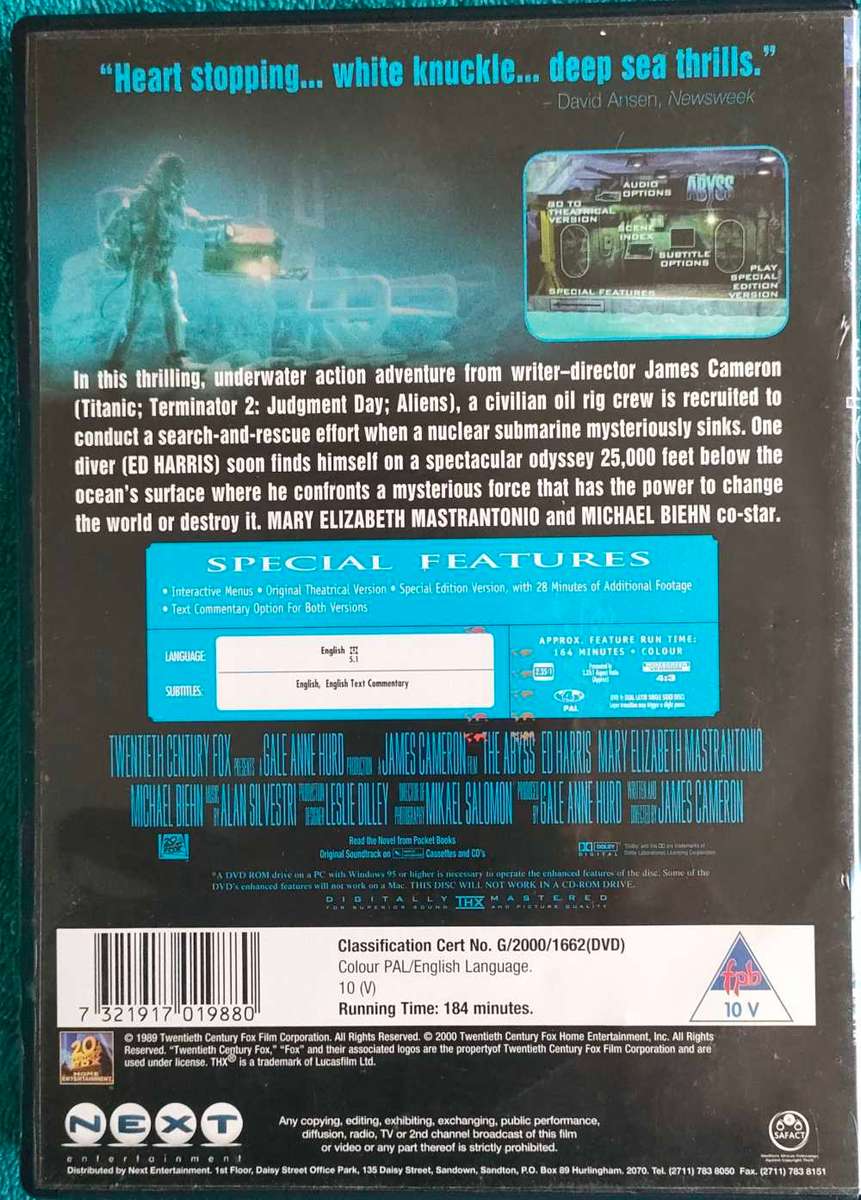 “Heart stopping... white knuckle... deep sea thrills.”
– David Ansen, Newsweek
ABYSS
AUDIO OPTIONS
GO TO THEATRICAL VERSION
SCENE INDEX
SUBTITLE OPTIONS
PLAY SPECIAL EDITION VERSION
SPECIAL FEATURES
In this thrilling, underwater action adventure from writer–director James Cameron
(Titanic; Terminator 2: Judgment Day; Aliens), a civilian oil rig crew is recruited to
conduct a search-and-rescue effort when a nuclear submarine mysteriously sinks. One
diver (ED HARRIS) soon finds himself on a spectacular odyssey 25,000 feet below the
ocean's surface where he confronts a mysterious force that has the power to change
the world or destroy it. MARY ELIZABETH MASTRANTONIO and MICHAEL BIEHN co-star.
SPECIAL FEATURES
• Interactive Menus • Original Theatrical Version • Special Edition Version, with 28 Minutes of Additional Footage
• Text Commentary Option For Both Versions
LANGUAGE: English 5.1
SUBTITLES: English, English Text Commentary
APPROX. FEATURE RUN TIME:
164 MINUTES • COLOUR
2.35:1
4:3
PAL
TWENTIETH CENTURY FOX PRESENTS A GALE ANNE HURD PRODUCTION A JAMES CAMERON FILM THE ABYSS ED HARRIS MARY ELIZABETH MASTRANTONIO
MICHAEL BIEHN MUSIC BY ALAN SILVESTRI PRODUCTION DESIGNER LESLIE DILLEY DIRECTOR OF PHOTOGRAPHY MIKAEL SALOMON PRODUCED BY GALE ANNE HURD WRITTEN AND DIRECTED BY JAMES CAMERON
Read the Novel from Pocket Books
Original Soundtrack on Cassettes and CD's
DOLBY DIGITAL
*A DVD ROM drive on a PC with Windows 95 or higher is necessary to operate the enhanced features of the disc. Some of the
DVD's enhanced features will not work on a Mac. THIS DISC WILL NOT WORK IN A CD-ROM DRIVE.
DIGITALLY THX MASTERED
FOR SUPERIOR SOUND AND PICTURE QUALITY
7 321917 019880
Classification Cert No. G/2000/1662(DVD)
Colour PAL/English Language.
10 (V)
Running Time: 184 minutes.
fpb
10 V
20th CENTURY FOX
HOME ENTERTAINMENT
© 1989 Twentieth Century Fox Film Corporation. All Rights Reserved. © 2000 Twentieth Century Fox Home Entertainment, Inc. All Rights
Reserved. “Twentieth Century Fox,” “Fox” and their associated logos are the propertyof Twentieth Century Fox Film Corporation and are
used under license. THX® is a trademark of Lucasfilm Ltd.
NEXT
entertainment
Any copying, editing, exhibiting, exchanging, public performance,
diffusion, radio, TV or 2nd channel broadcast of this film
or video or any part thereof is strictly prohibited.
SAFACT
Distributed by Next Entertainment. 1st Floor, Daisy Street Office Park, 135 Daisy Street, Sandown, Sandton, P.O. Box 89 Hurlingham. 2070. Tel. (2711) 783 8050 Fax. (2711) 783 8151